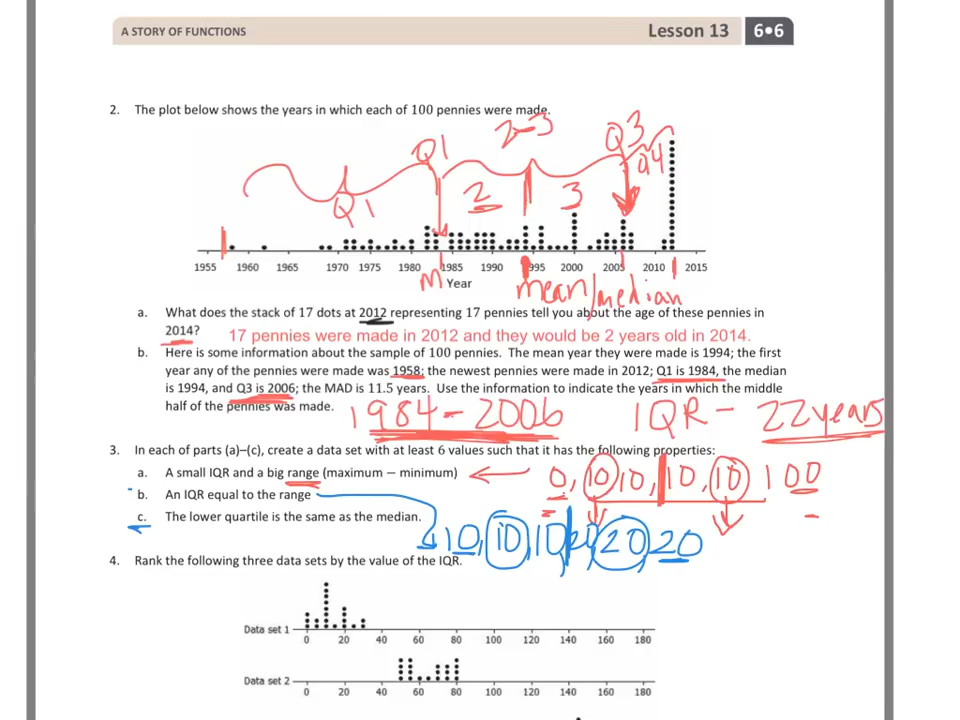 A STORY OF FUNCTIONS Lesson 13 6•6
2. The plot below shows the years in which each of 100 pennies were made.
2-3
Q1 Q3
Q4
Q1 2 3
1955 1960 1965 1970 1975 1980 1985 1990 1995 2000 2005 2010 2015
Year
M mean/median
a. What does the stack of 17 dots at 2012 representing 17 pennies tell you about the age of these pennies in
2014? 17 pennies were made in 2012 and they would be 2 years old in 2014.
b. Here is some information about the sample of 100 pennies. The mean year they were made is 1994; the first
year any of the pennies were made was 1958; the newest pennies were made in 2012; Q1 is 1984, the median
is 1994, and Q3 is 2006; the MAD is 11.5 years. Use the information to indicate the years in which the middle
half of the pennies was made. 1984-2006 IQR - 22 years
3. In each of parts (a)–(c), create a data set with at least 6 values such that it has the following properties:
a. A small IQR and a big range (maximum − minimum) 0, 10 10, 10, 10 100
b. An IQR equal to the range
c. The lower quartile is the same as the median. 10, 10, 10, 20 20 20
4. Rank the following three data sets by the value of the IQR.
Data set 1
0 20 40 60 80 100 120 140 160 180
Data set 2
0 20 40 60 80 100 120 140 160 180